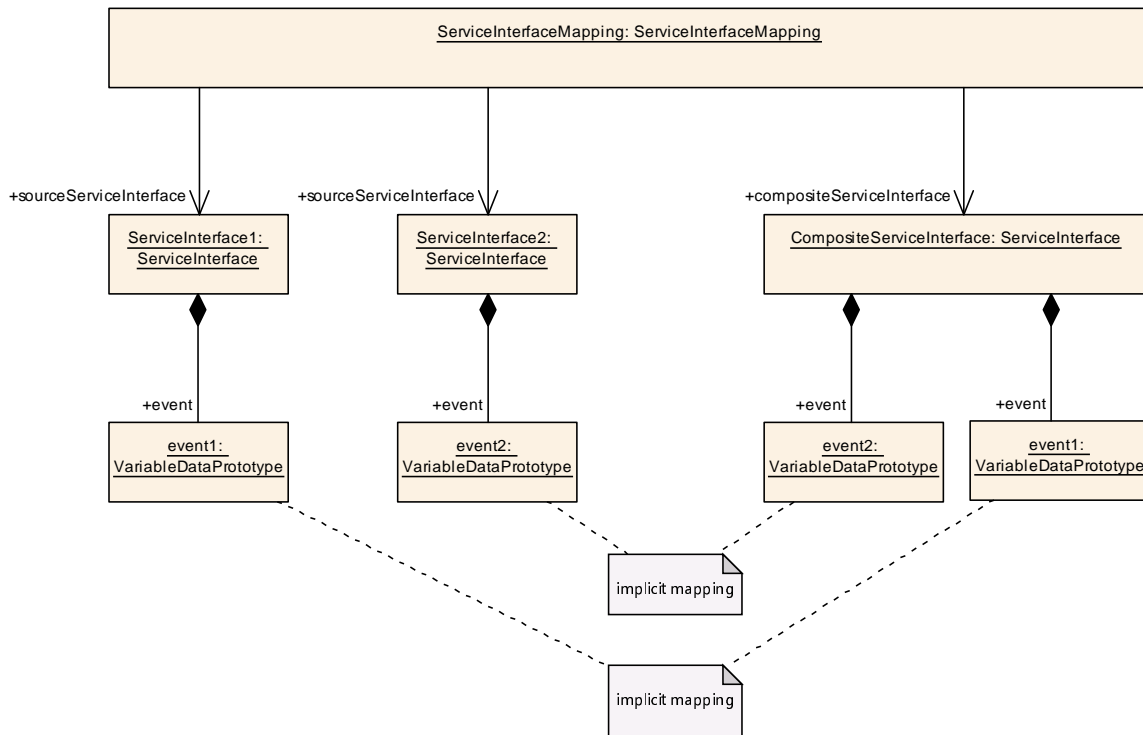 ServiceInterfaceMapping: ServiceInterfaceMapping
+sourceServiceInterface
+sourceServiceInterface
+compositeServiceInterface
ServiceInterface1:
ServiceInterface
ServiceInterface2:
ServiceInterface
CompositeServiceInterface: ServiceInterface
+event
+event
+event
+event
event1:
VariableDataPrototype
event2:
VariableDataPrototype
event2:
VariableDataPrototype
event1:
VariableDataPrototype
implicit mapping
implicit mapping